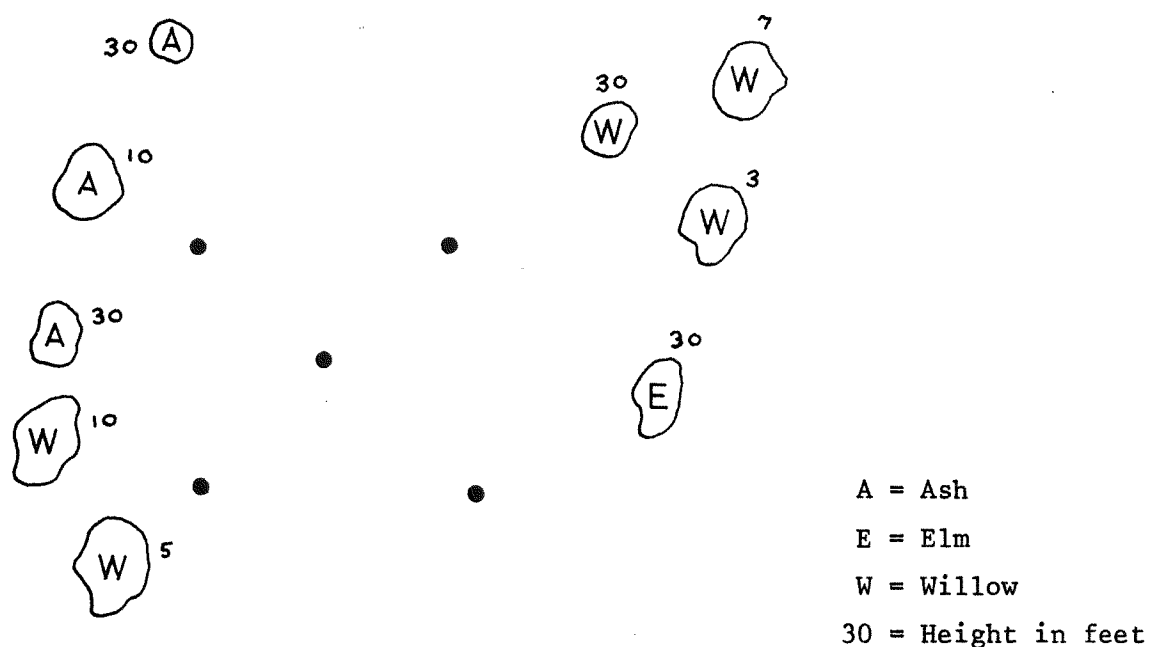 7
30 A
W
30
W
A 10
3
W
A 30
30
E
W 10
W 5
A = Ash
E = Elm
W = Willow
30 = Height in feet